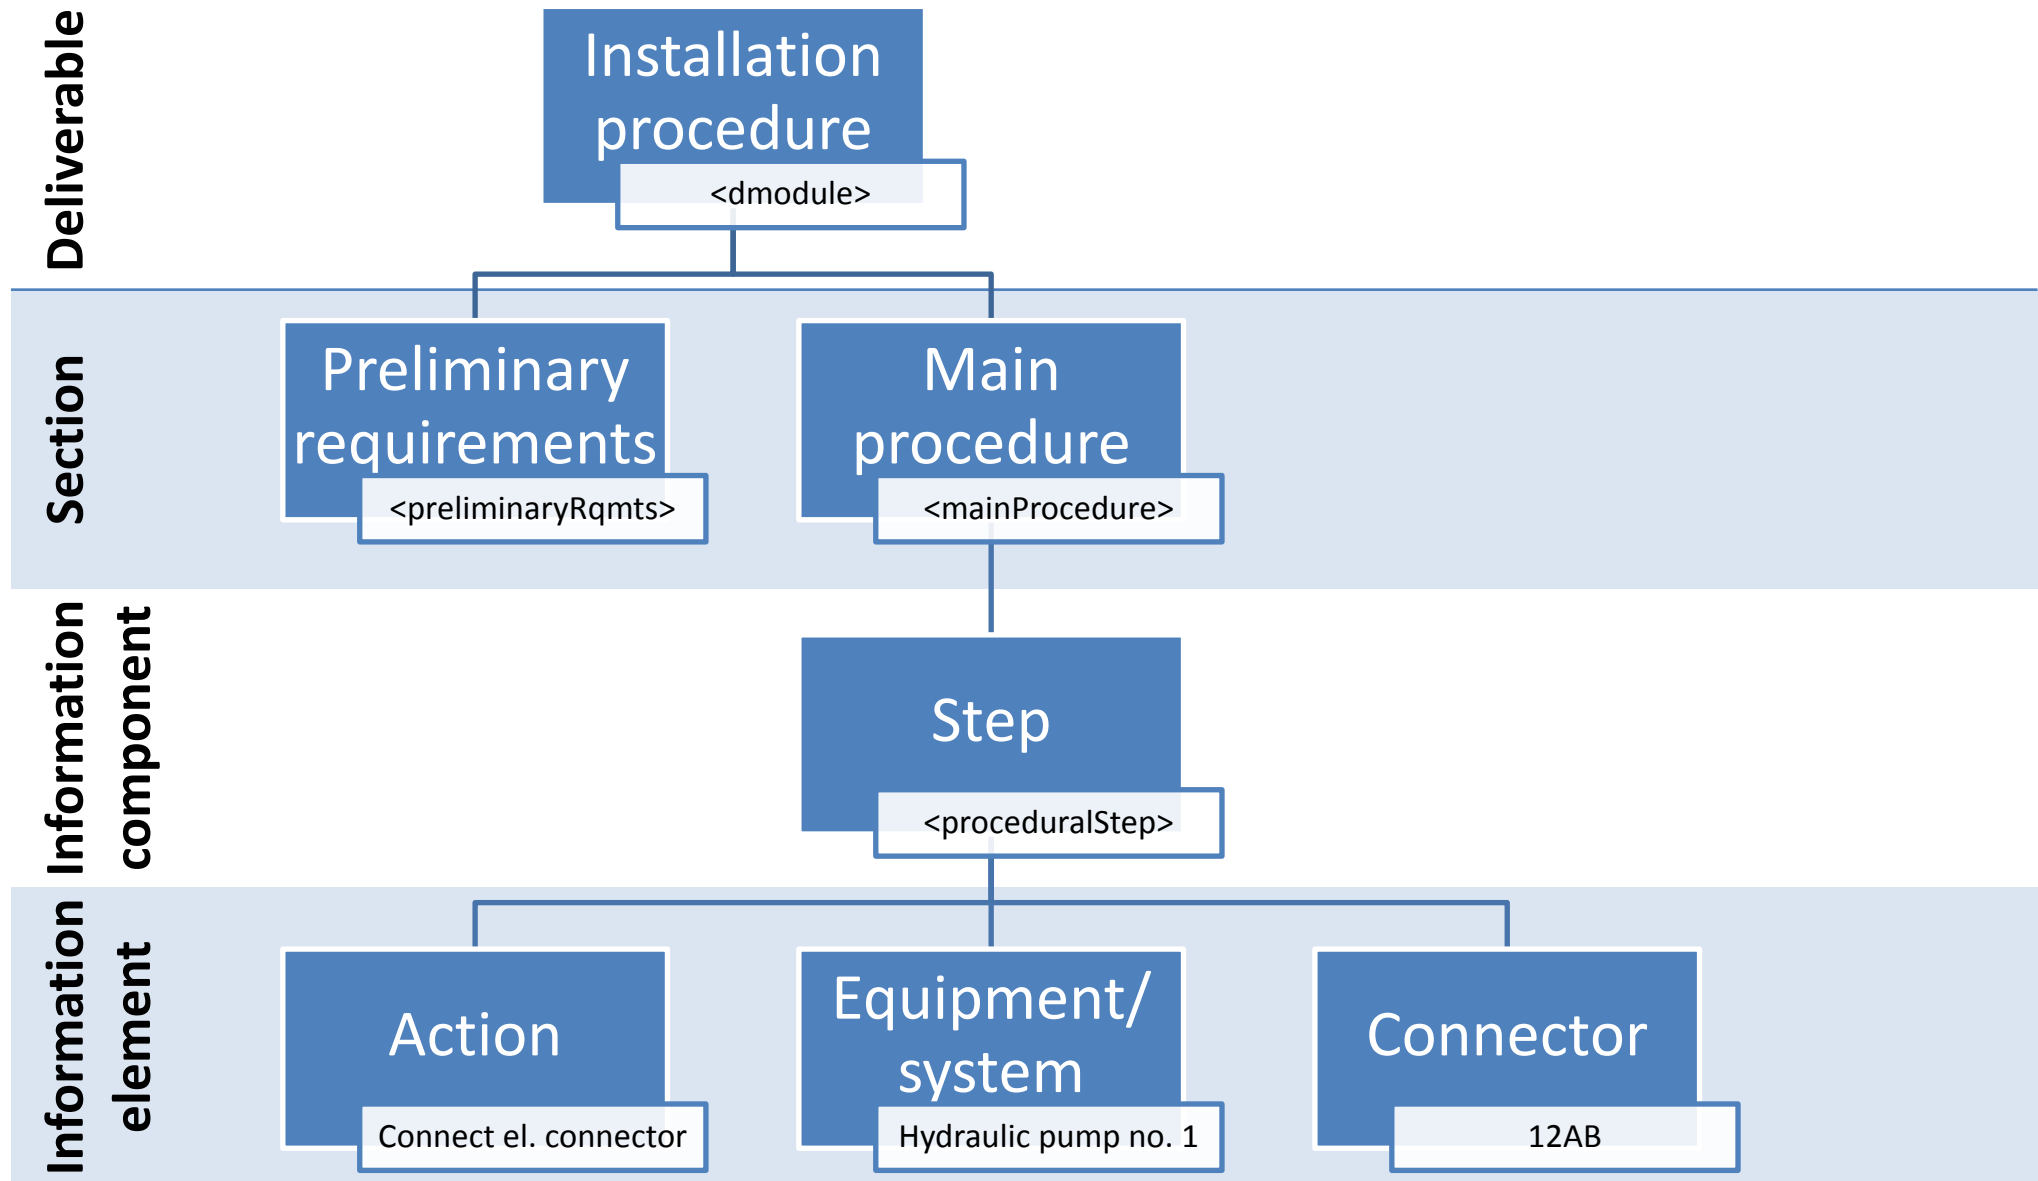 Deliverable
Installation
procedure
<dmodule>
Section
Preliminary
requirements
<preliminaryRqmts>
Main
procedure
<mainProcedure>
Information
component
Step
<proceduralStep>
Information
element
Action
Connect el. connector
Equipment/
system
Hydraulic pump no. 1
Connector
12AB